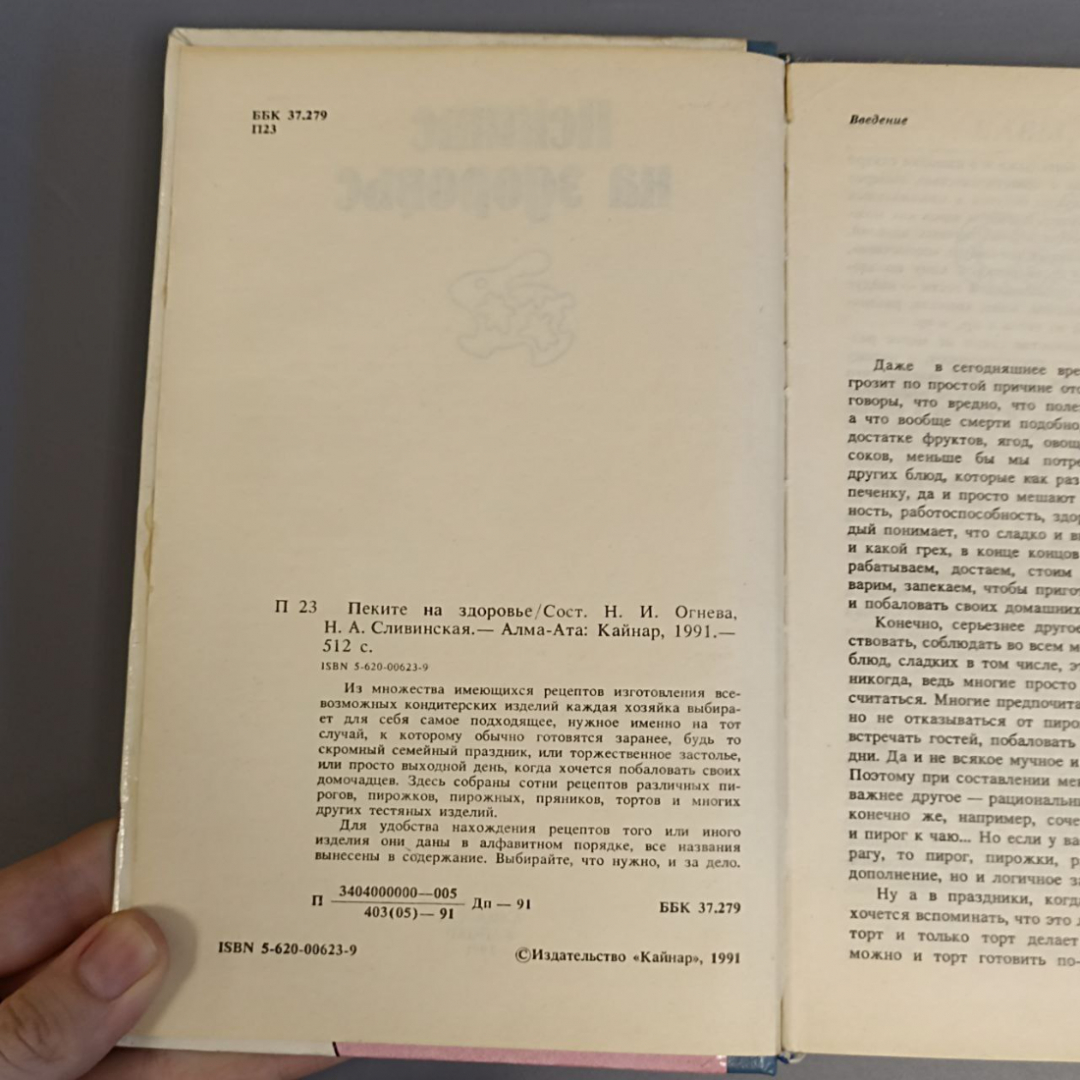 ББК 37.279
П23
П 23 Пеките на здоровье/Сост. Н. И. Огнева,
Н. А. Сливинская.— Алма-Ата: Кайнар, 1991.—
512 с.
ISBN 5-620-00623-9
Из множества имеющихся рецептов изготовления все-
возможных кондитерских изделий каждая хозяйка выбира-
ет для себя самое подходящее, нужное именно на тот
случай, к которому обычно готовятся заранее, будь то
скромный семейный праздник, или торжественное застолье,
или просто выходной день, когда хочется побаловать своих
домочадцев. Здесь собраны сотни рецептов различных пи-
рогов, пирожков, пирожных, пряников, тортов и многих
других тестяных изделий.
Для удобства нахождения рецептов того или иного
изделия они даны в алфавитном порядке, все названия
вынесены в содержание. Выбирайте, что нужно, и за дело.
П 3404000000—005
403(05)— 91 Дп — 91
ББК 37.279
ISBN 5-620-00623-9
©Издательство «Кайнар», 1991
Введение
Даже в сегодняшнее вре
грозит по простой причине отс
говоры, что вредно, что поле
а что вообще смерти подобно
достатке фруктов, ягод, овощ
соков, меньше бы мы потре
других блюд, которые как раз
печенку, да и просто мешают
ность, работоспособность, здо
дый понимает, что сладко и в
и какой грех, в конце концов
рабатываем, достаем, стоим
варим, запекаем, чтобы пригот
и побаловать своих домашних
Конечно, серьезнее другое
ствовать, соблюдать во всем м
блюд, сладких в том числе, э
никогда, ведь многие просто
считаться. Многие предпочита
но не отказываться от пиро
встречать гостей, побаловать
дни. Да и не всякое мучное и
Поэтому при составлении мен
важнее другое — рациональн
конечно же, например, соче
и пирог к чаю... Но если у ва
рагу, то пирог, пирожки, р
дополнение, но и логичное за
Ну а в праздники, когда
хочется вспоминать, что это
торт и только торт делает
можно и торт готовить по-